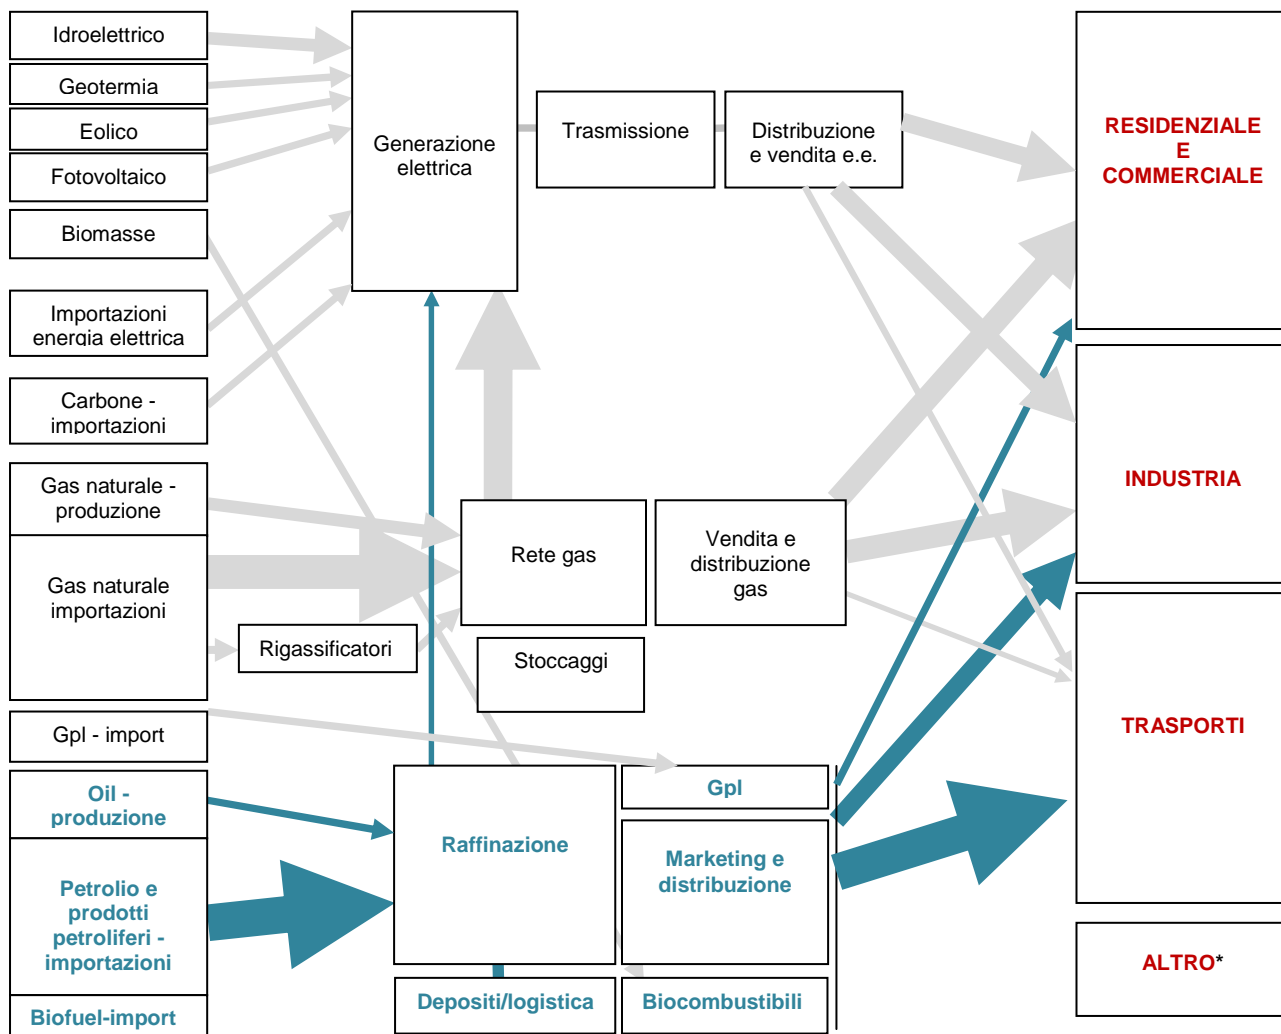 Idroelettrico
Geotermia
Eolico
Fotovoltaico
Biomasse
Importazioni
energia elettrica
Carbone -
importazioni
Gas naturale -
produzione
Gas naturale
importazioni
Gpl - import
Oil -
produzione
Petrolio e
prodotti
petroliferi -
importazioni
Biofuel-import
Rigassificatori
Generazione
elettrica
Trasmissione
Distribuzione
e vendita e.e.
Rete gas
Vendita e
distribuzione
gas
Stoccaggi
Raffinazione
Gpl
Marketing e
distribuzione
Depositi/logistica
Biocombustibili
RESIDENZIALE
E
COMMERCIALE
INDUSTRIA
TRASPORTI
ALTRO*